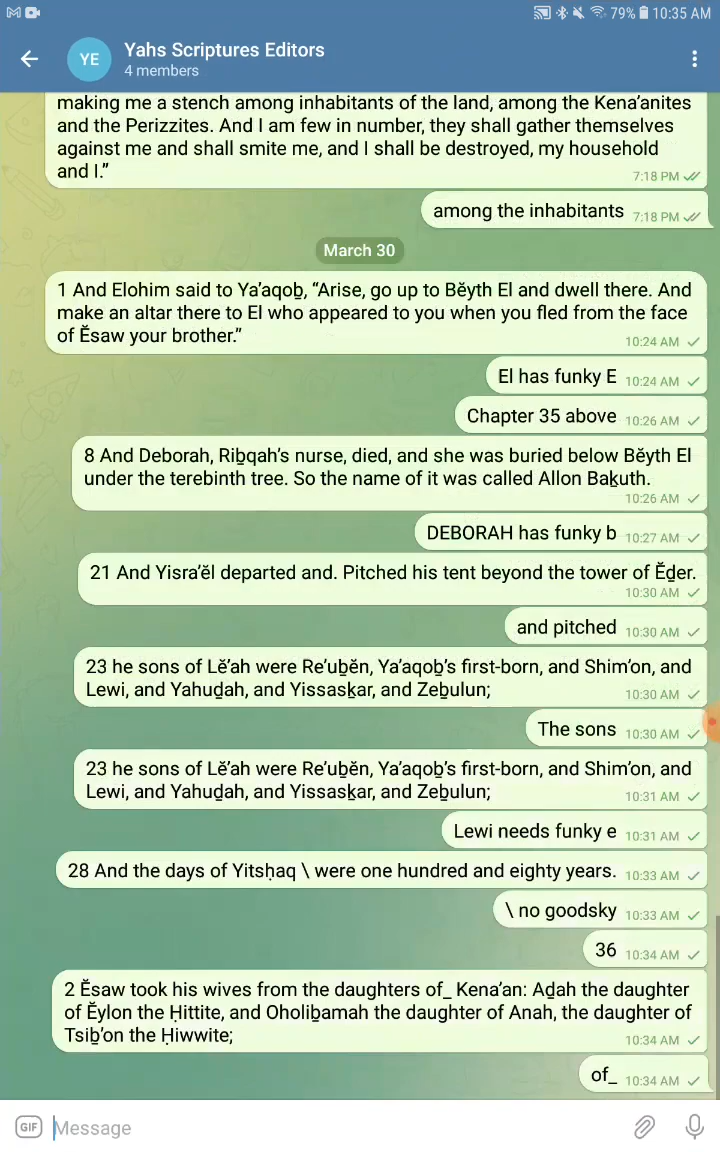 79% 10:35 AM
YE
Yahs Scriptures Editors
4 members
making me a stench among inhabitants of the land, among the Kena’anites
and the Perizzites. And I am few in number, they shall gather themselves
against me and shall smite me, and I shall be destroyed, my household
and I.”
7:18 PM
among the inhabitants 7:18 PM
March 30
1 And Elohim said to Ya’aqoḇ, “Arise, go up to Bĕyth El and dwell there. And
make an altar there to El who appeared to you when you fled from the face
of Ĕsaw your brother.”
10:24 AM
El has funky E 10:24 AM
Chapter 35 above 10:26 AM
8 And Deborah, Riḇqah’s nurse, died, and she was buried below Bĕyth El
under the terebinth tree. So the name of it was called Allon Baḵuth.
10:26 AM
DEBORAH has funky b 10:27 AM
21 And Yisra’ĕl departed and. Pitched his tent beyond the tower of Ĕḏer.
10:30 AM
and pitched 10:30 AM
23 he sons of Lĕ’ah were Re’uḇĕn, Ya’aqoḇ’s first-born, and Shim’on, and
Lewi, and Yahuḏah, and Yissasḵar, and Zeḇulun; 10:30 AM
The sons 10:30 AM
23 he sons of Lĕ’ah were Re’uḇĕn, Ya’aqoḇ’s first-born, and Shim’on, and
Lewi, and Yahuḏah, and Yissasḵar, and Zeḇulun; 10:31 AM
Lewi needs funky e 10:31 AM
28 And the days of Yitsḥaq \ were one hundred and eighty years. 10:33 AM
\ no goodsky 10:33 AM
36 10:34 AM
2 Ĕsaw took his wives from the daughters of_ Kena’an: Aḏah the daughter
of Ĕylon the Ḥittite, and Oholiḇamah the daughter of Anah, the daughter of
Tsiḇ’on the Ḥiwwite;
10:34 AM
of_ 10:34 AM
GIF Message